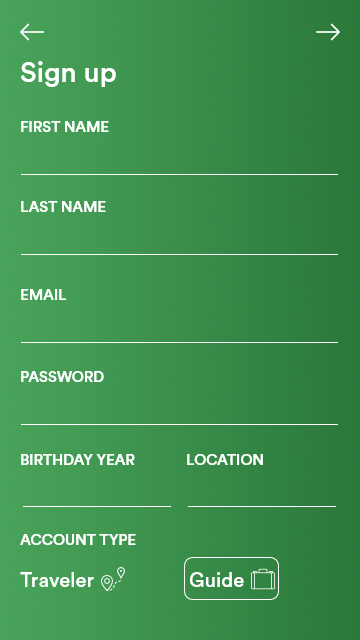 Sign up
FIRST NAME
LAST NAME
EMAIL
PASSWORD
BIRTHDAY YEAR LOCATION
ACCOUNT TYPE
Traveler Guide